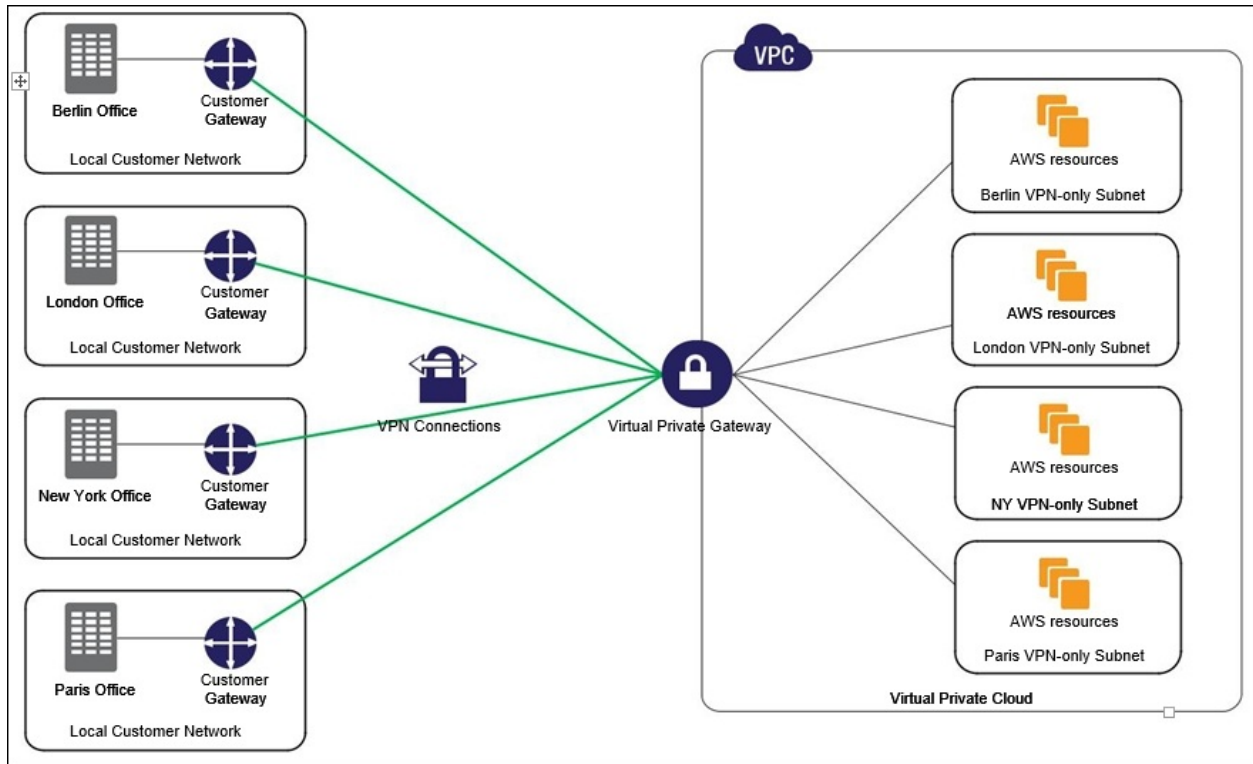 VPC
Berlin Office
Customer
Gateway
Local Customer Network
London Office
Customer
Gateway
Local Customer Network
New York Office
Customer
Gateway
Local Customer Network
Paris Office
Customer
Gateway
Local Customer Network
VPN Connections
Virtual Private Gateway
AWS resources
Berlin VPN-only Subnet
AWS resources
London VPN-only Subnet
AWS resources
NY VPN-only Subnet
AWS resources
Paris VPN-only Subnet
Virtual Private Cloud